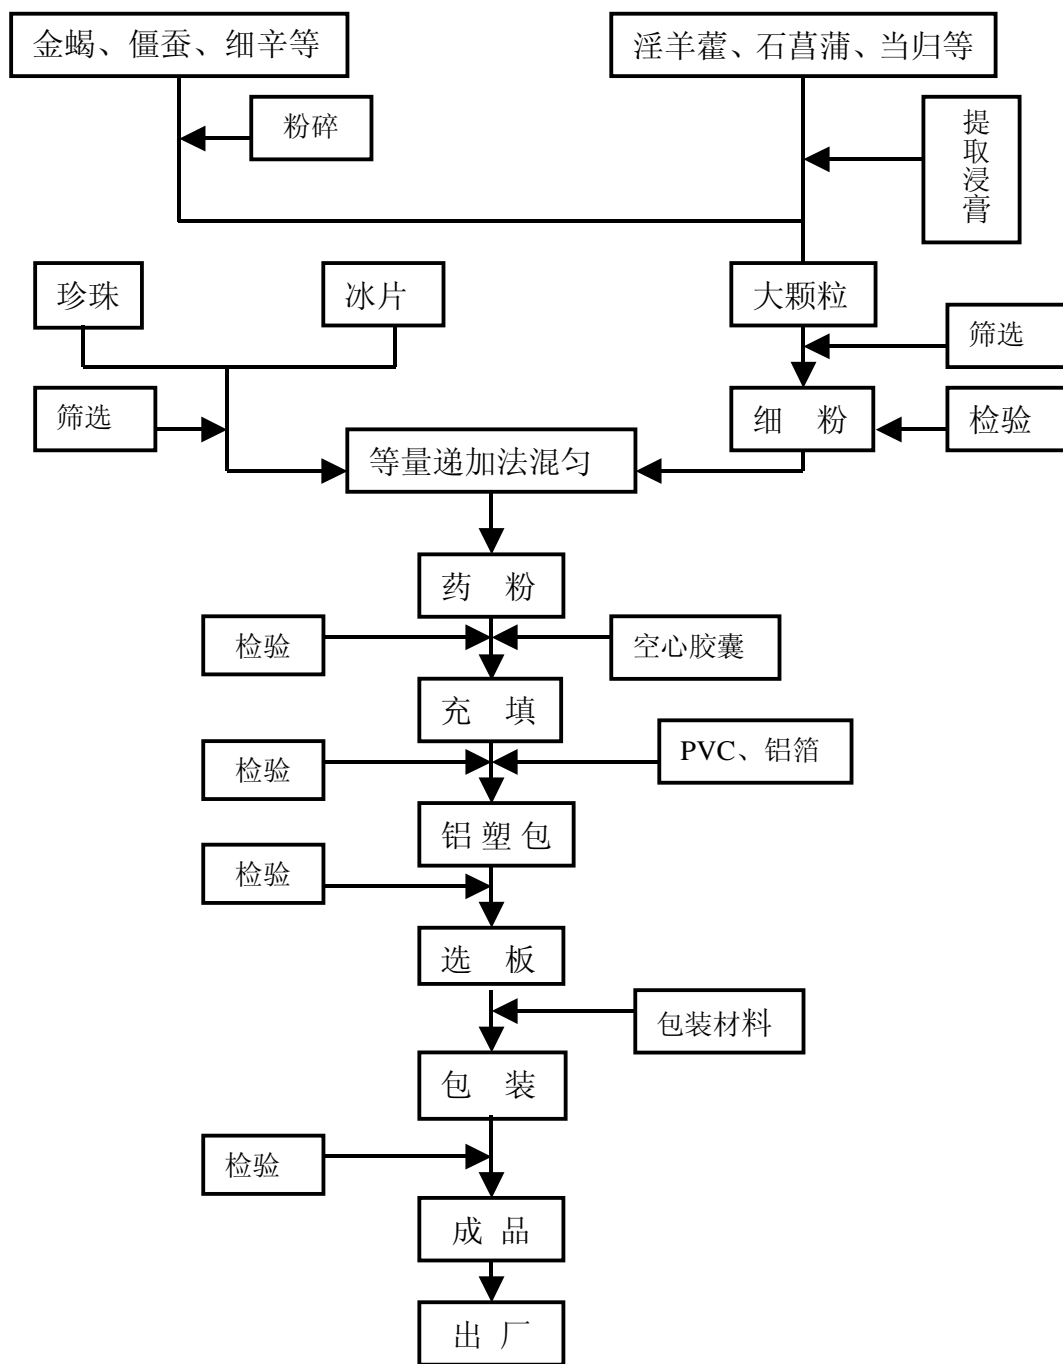 金蝎、僵蚕、细辛等
淫羊藿、石菖蒲、当归等
粉碎
提取浸膏
珍珠
冰片
大颗粒
筛选
筛选
细 粉
检验
等量递加法混匀
药 粉
检验
空心胶囊
充 填
检验
PVC、铝箔
铝塑包
检验
选 板
包装材料
包 装
检验
成 品
出 厂